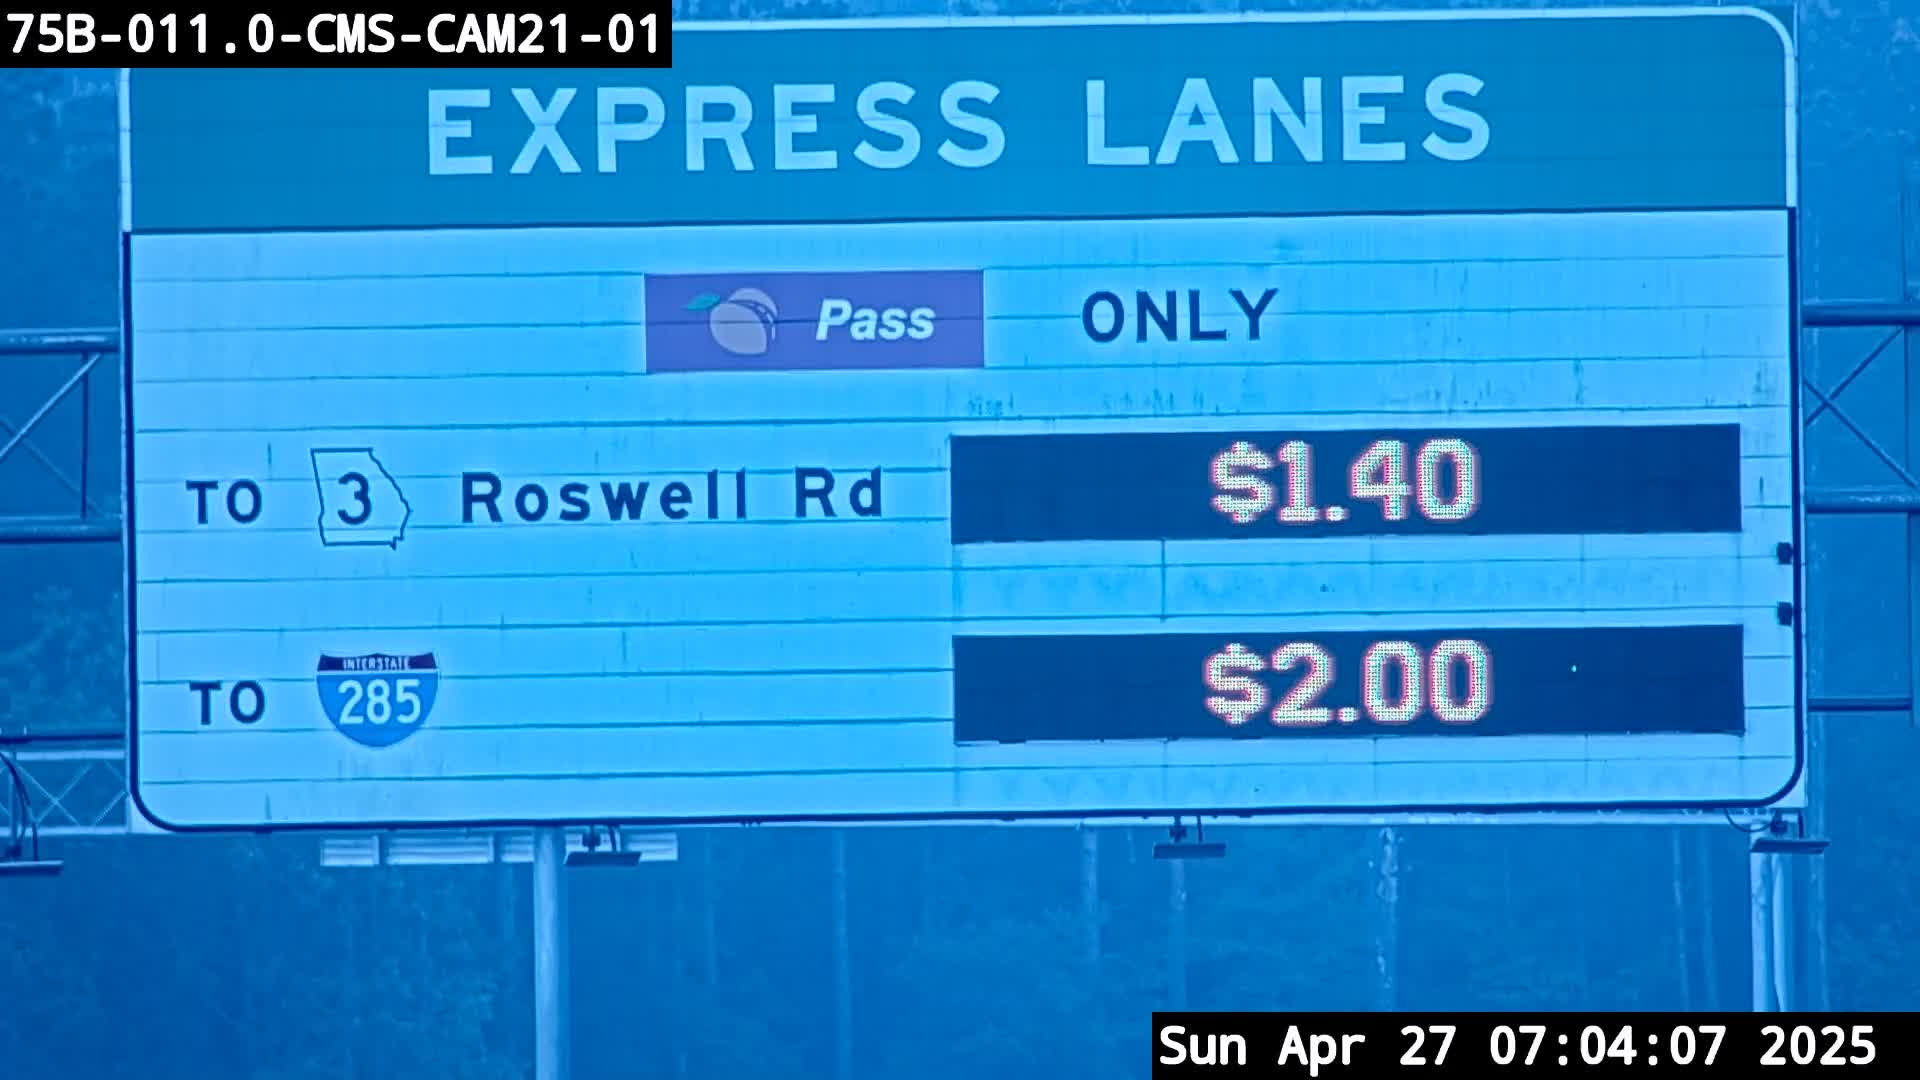 75B-011.0-CMS-CAM21-01
EXPRESS LANES
Pass ONLY
TO 3 Roswell Rd $1.40
INTERSTATE
TO 285 $2.00
Sun Apr 27 07:04:07 2025